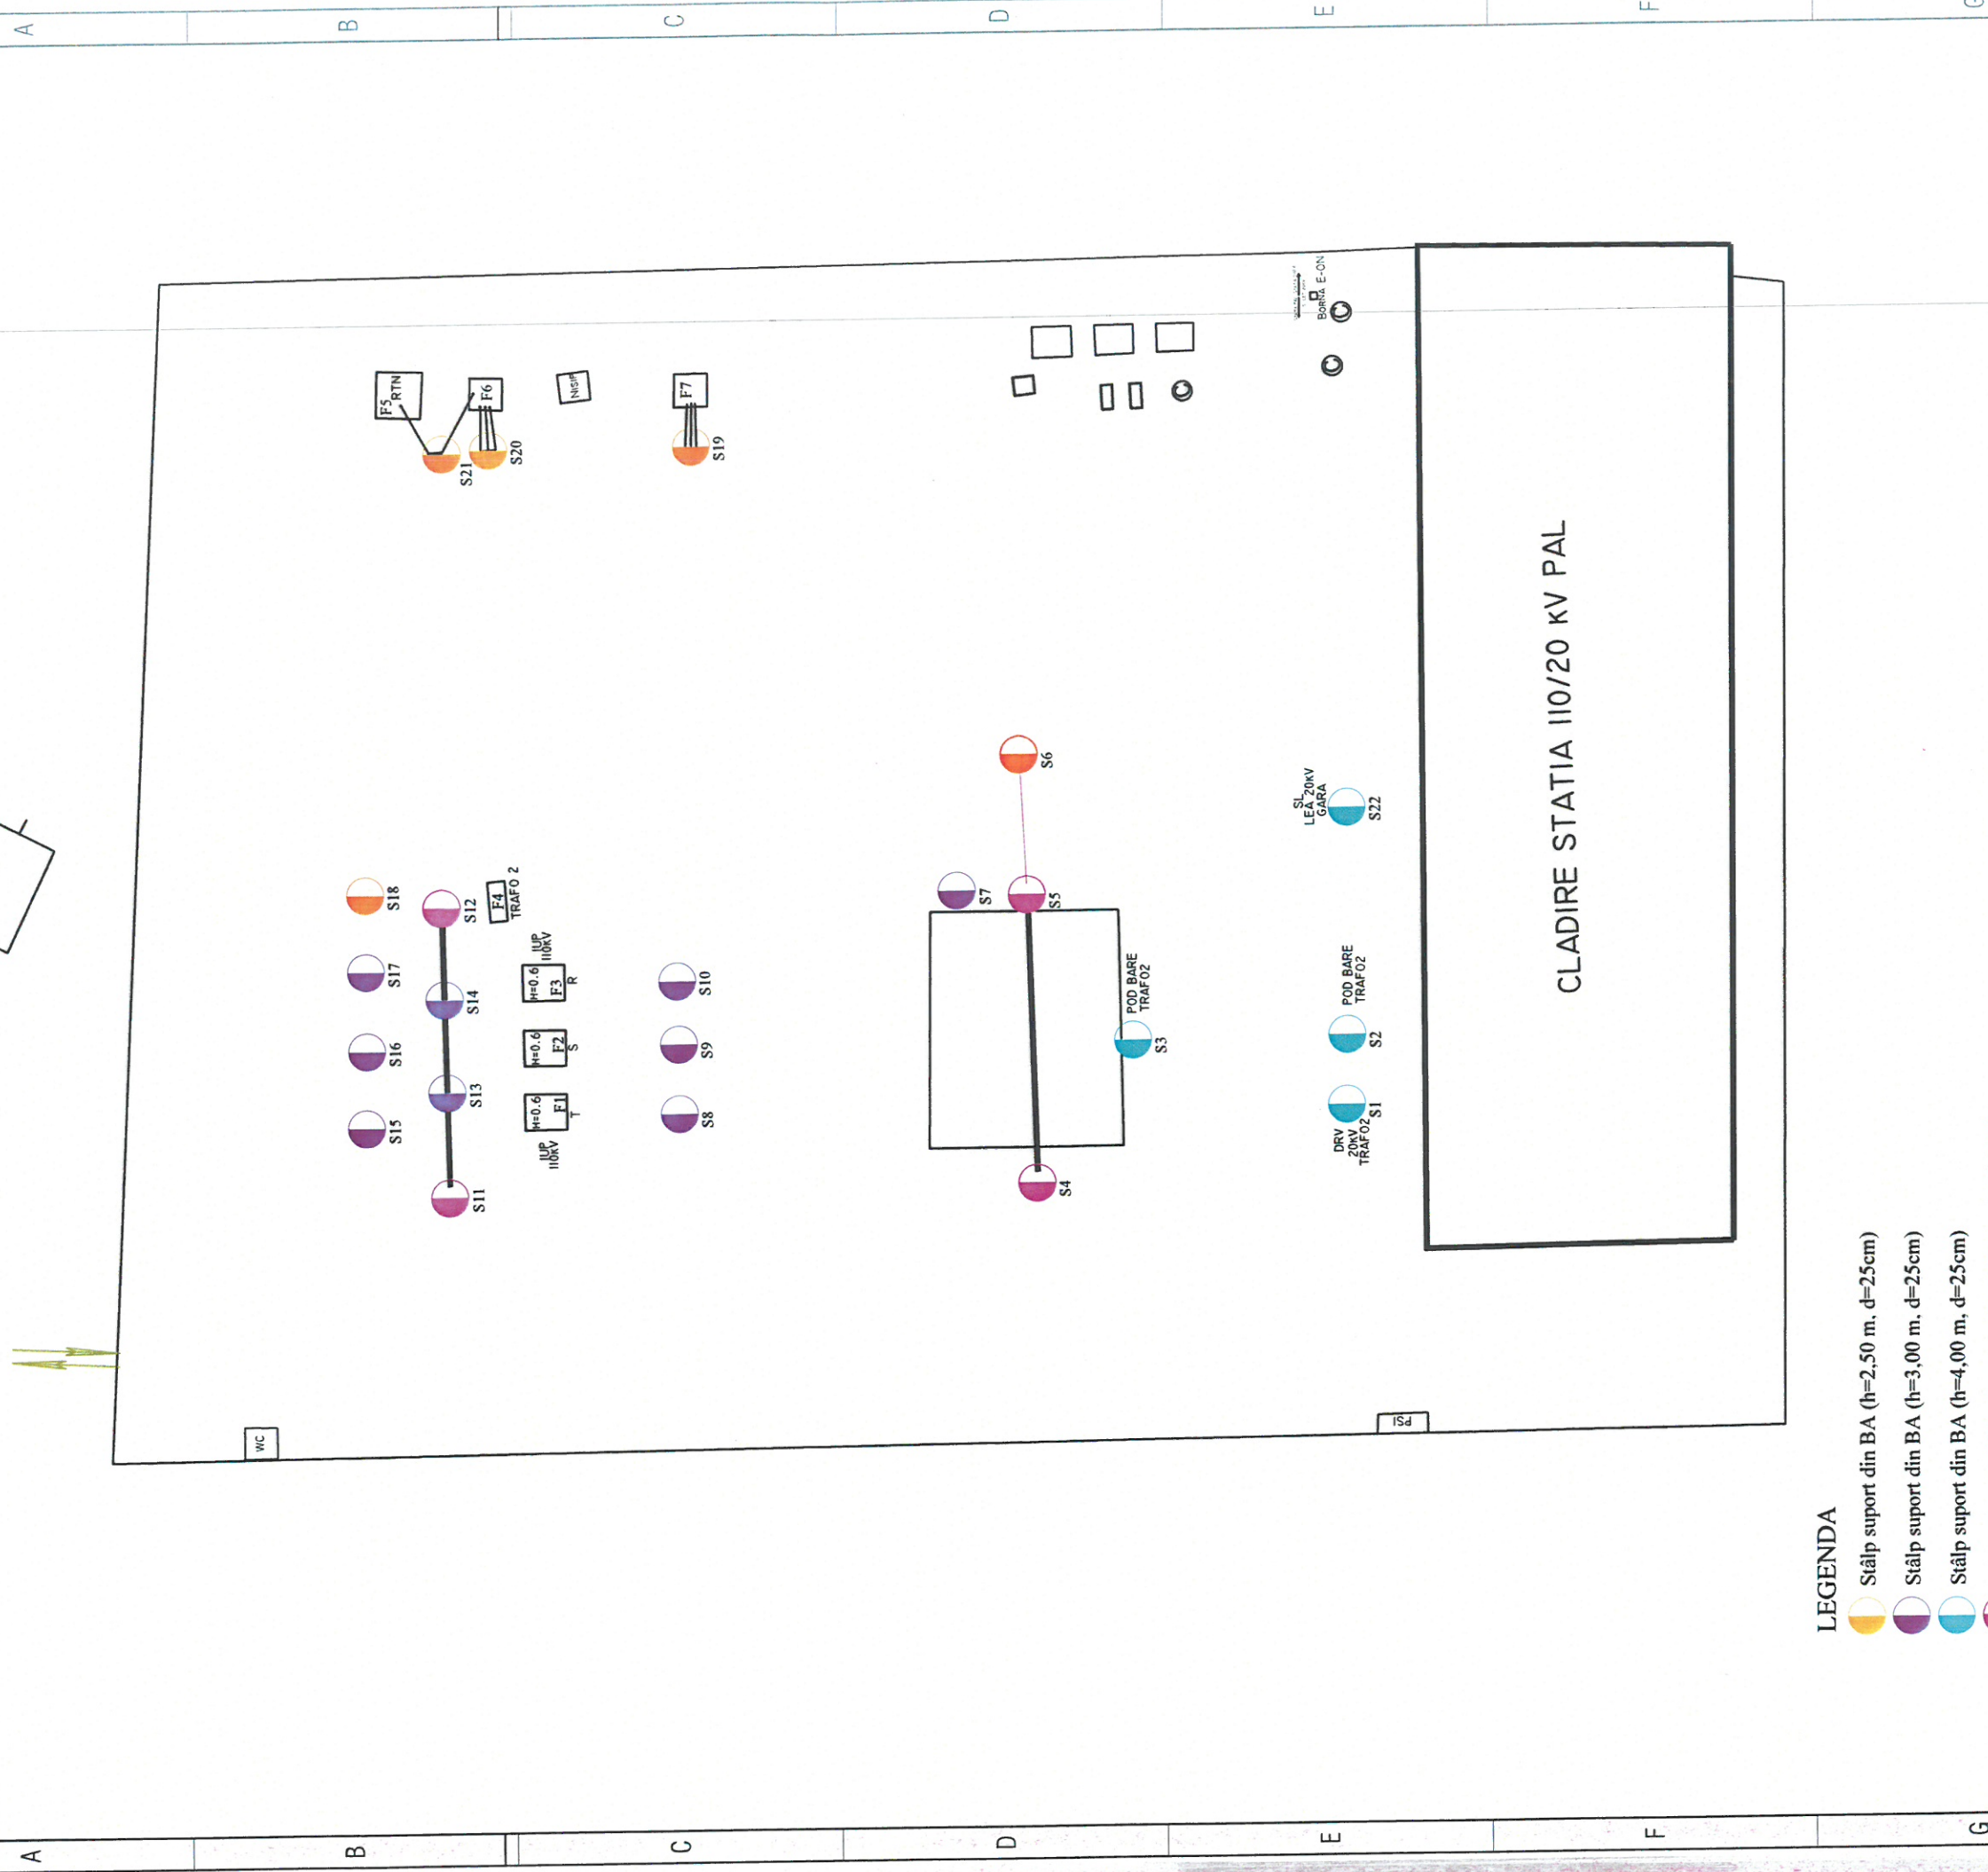 A
B
C
D
E
F
G
F5
RTN
F6
NISIP
F7
S21
S20
S19
BORNA E-ON
C
C
C
S6
SL
LEA 20KV
GARA
S22
S18
S12
F4
TRAFO 2
S7
S5
S17
S14
IUP
110KV
H=0.6
F3
R
S10
S16
S13
H=0.6
F2
S
S9
POD BARE
TRAFO2
S3
POD BARE
TRAFO2
S2
S15
H=0.6
F1
T
IUP
110KV
S8
DRV
20KV
TRAFO2
S1
S11
S4
CLADIRE STATIA 110/20 KV PAL
WC
PSI
LEGENDA
Stâlp suport din BA (h=2,50 m, d=25cm)
Stâlp suport din BA (h=3,00 m, d=25cm)
Stâlp suport din BA (h=4,00 m, d=25cm)
A
B
C
D
E
F
G